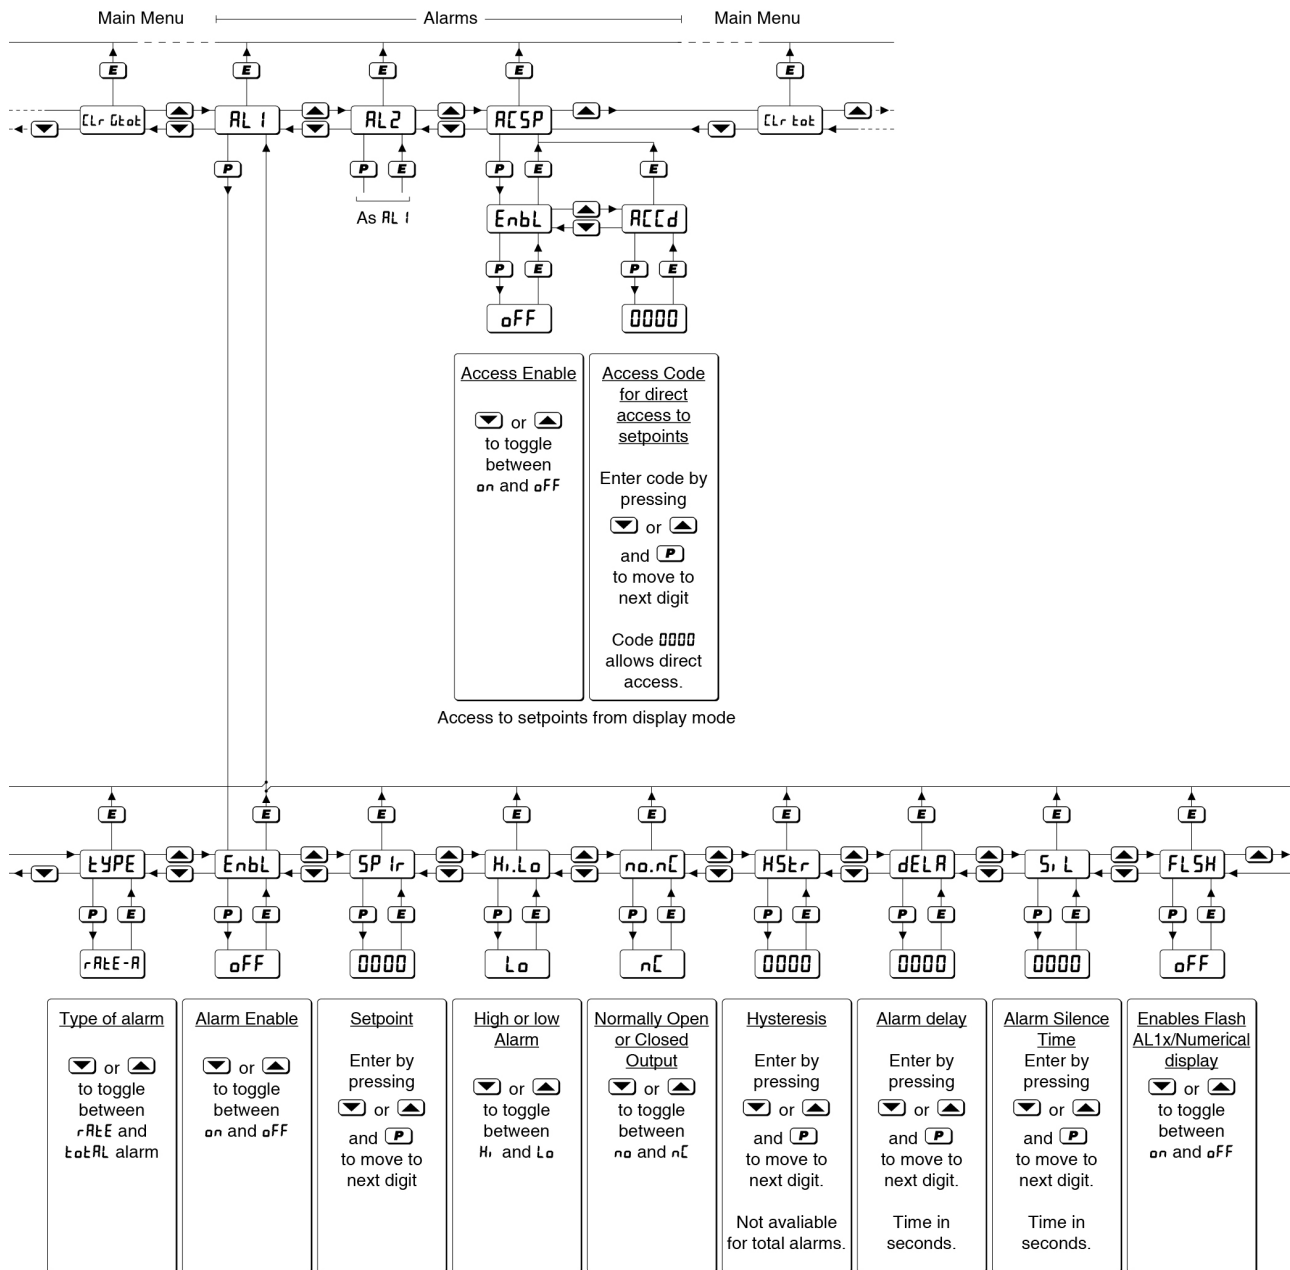 Main Menu Alarms Main Menu
E E E E E
CLr Gtot AL1 AL2 ACSP CLr tot
P P E P E E
As AL1
EnbL ACCd
P E P E
oFF 0000
Access Enable
or
to toggle
between
on and oFF
Access Code
for direct
access to
setpoints
Enter code by
pressing
or
and P
to move to
next digit
Code 0000
allows direct
access.
Access to setpoints from display mode
E E E E E E E E E
tYPE EnbL SP1r Hi.Lo no.nC HStr dELA SiL FLSH
P E P E P E P E P E P E P E P E P E
rAtE-A oFF 0000 Lo nC 0000 0000 0000 oFF
Type of alarm
or
to toggle
between
rAtE and
totAL alarm
Alarm Enable
or
to toggle
between
on and oFF
Setpoint
Enter by
pressing
or
and P
to move to
next digit
High or low
Alarm
or
to toggle
between
Hi and Lo
Normally Open
or Closed
Output
or
to toggle
between
no and nC
Hysteresis
Enter by
pressing
or
and P
to move to
next digit.
Not avaliable
for total alarms.
Alarm delay
Enter by
pressing
or
and P
to move to
next digit.
Time in
seconds.
Alarm Silence
Time
Enter by
pressing
or
and P
to move to
next digit.
Time in
seconds.
Enables Flash
AL1x/Numerical
display
or
to toggle
between
on and oFF